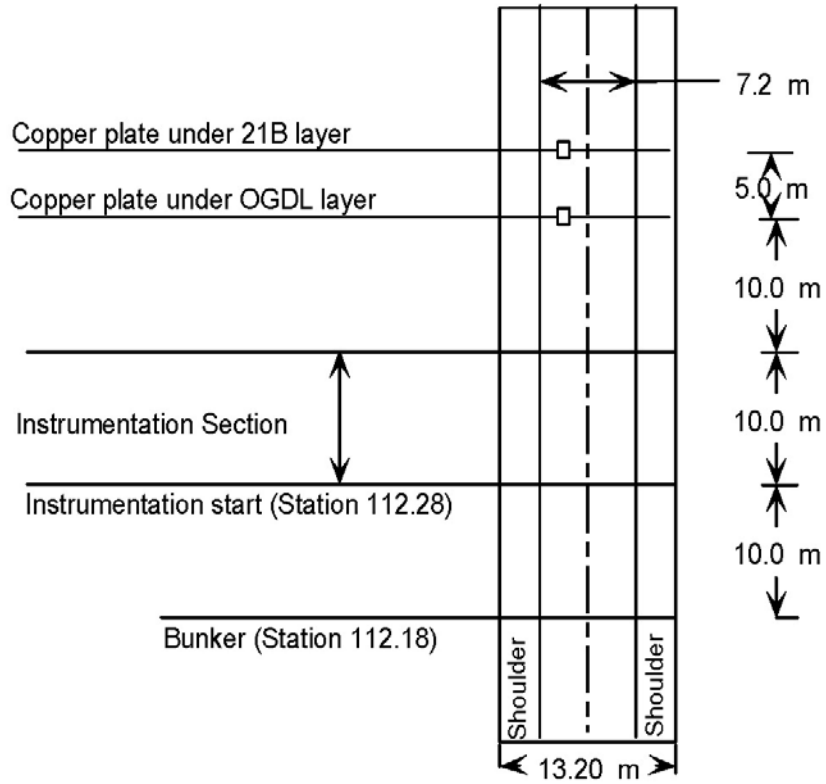 7.2 m
Copper plate under 21B layer
5.0 m
Copper plate under OGDL layer
10.0 m
Instrumentation Section
10.0 m
Instrumentation start (Station 112.28)
10.0 m
Bunker (Station 112.18)
Shoulder
Shoulder
13.20 m